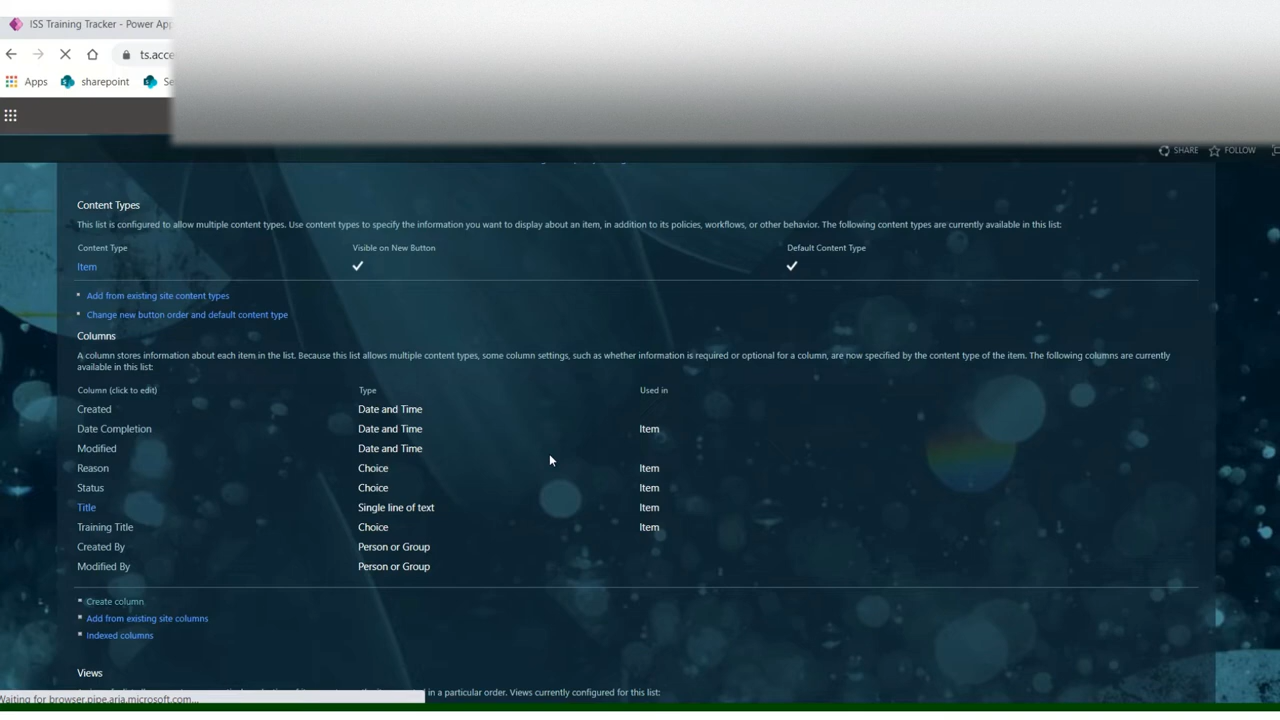 ISS Training Tracker - Power App
ts.acce
Apps sharepoint Se
SHARE FOLLOW
Content Types
This list is configured to allow multiple content types. Use content types to specify the information you want to display about an item, in addition to its policies, workflows, or other behavior. The following content types are currently available in this list:
Content Type Visible on New Button Default Content Type
Item
Add from existing site content types
Change new button order and default content type
Columns
A column stores information about each item in the list. Because this list allows multiple content types, some column settings, such as whether information is required or optional for a column, are now specified by the content type of the item. The following columns are currently
available in this list:
Column (click to edit) Type Used in
Created Date and Time
Date Completion Date and Time Item
Modified Date and Time
Reason Choice Item
Status Choice Item
Title Single line of text Item
Training Title Choice Item
Created By Person or Group
Modified By Person or Group
Create column
Add from existing site columns
Indexed columns
Views
in a particular order. Views currently configured for this list:
Waiting for browser.pipe.aria.microsoft.com...